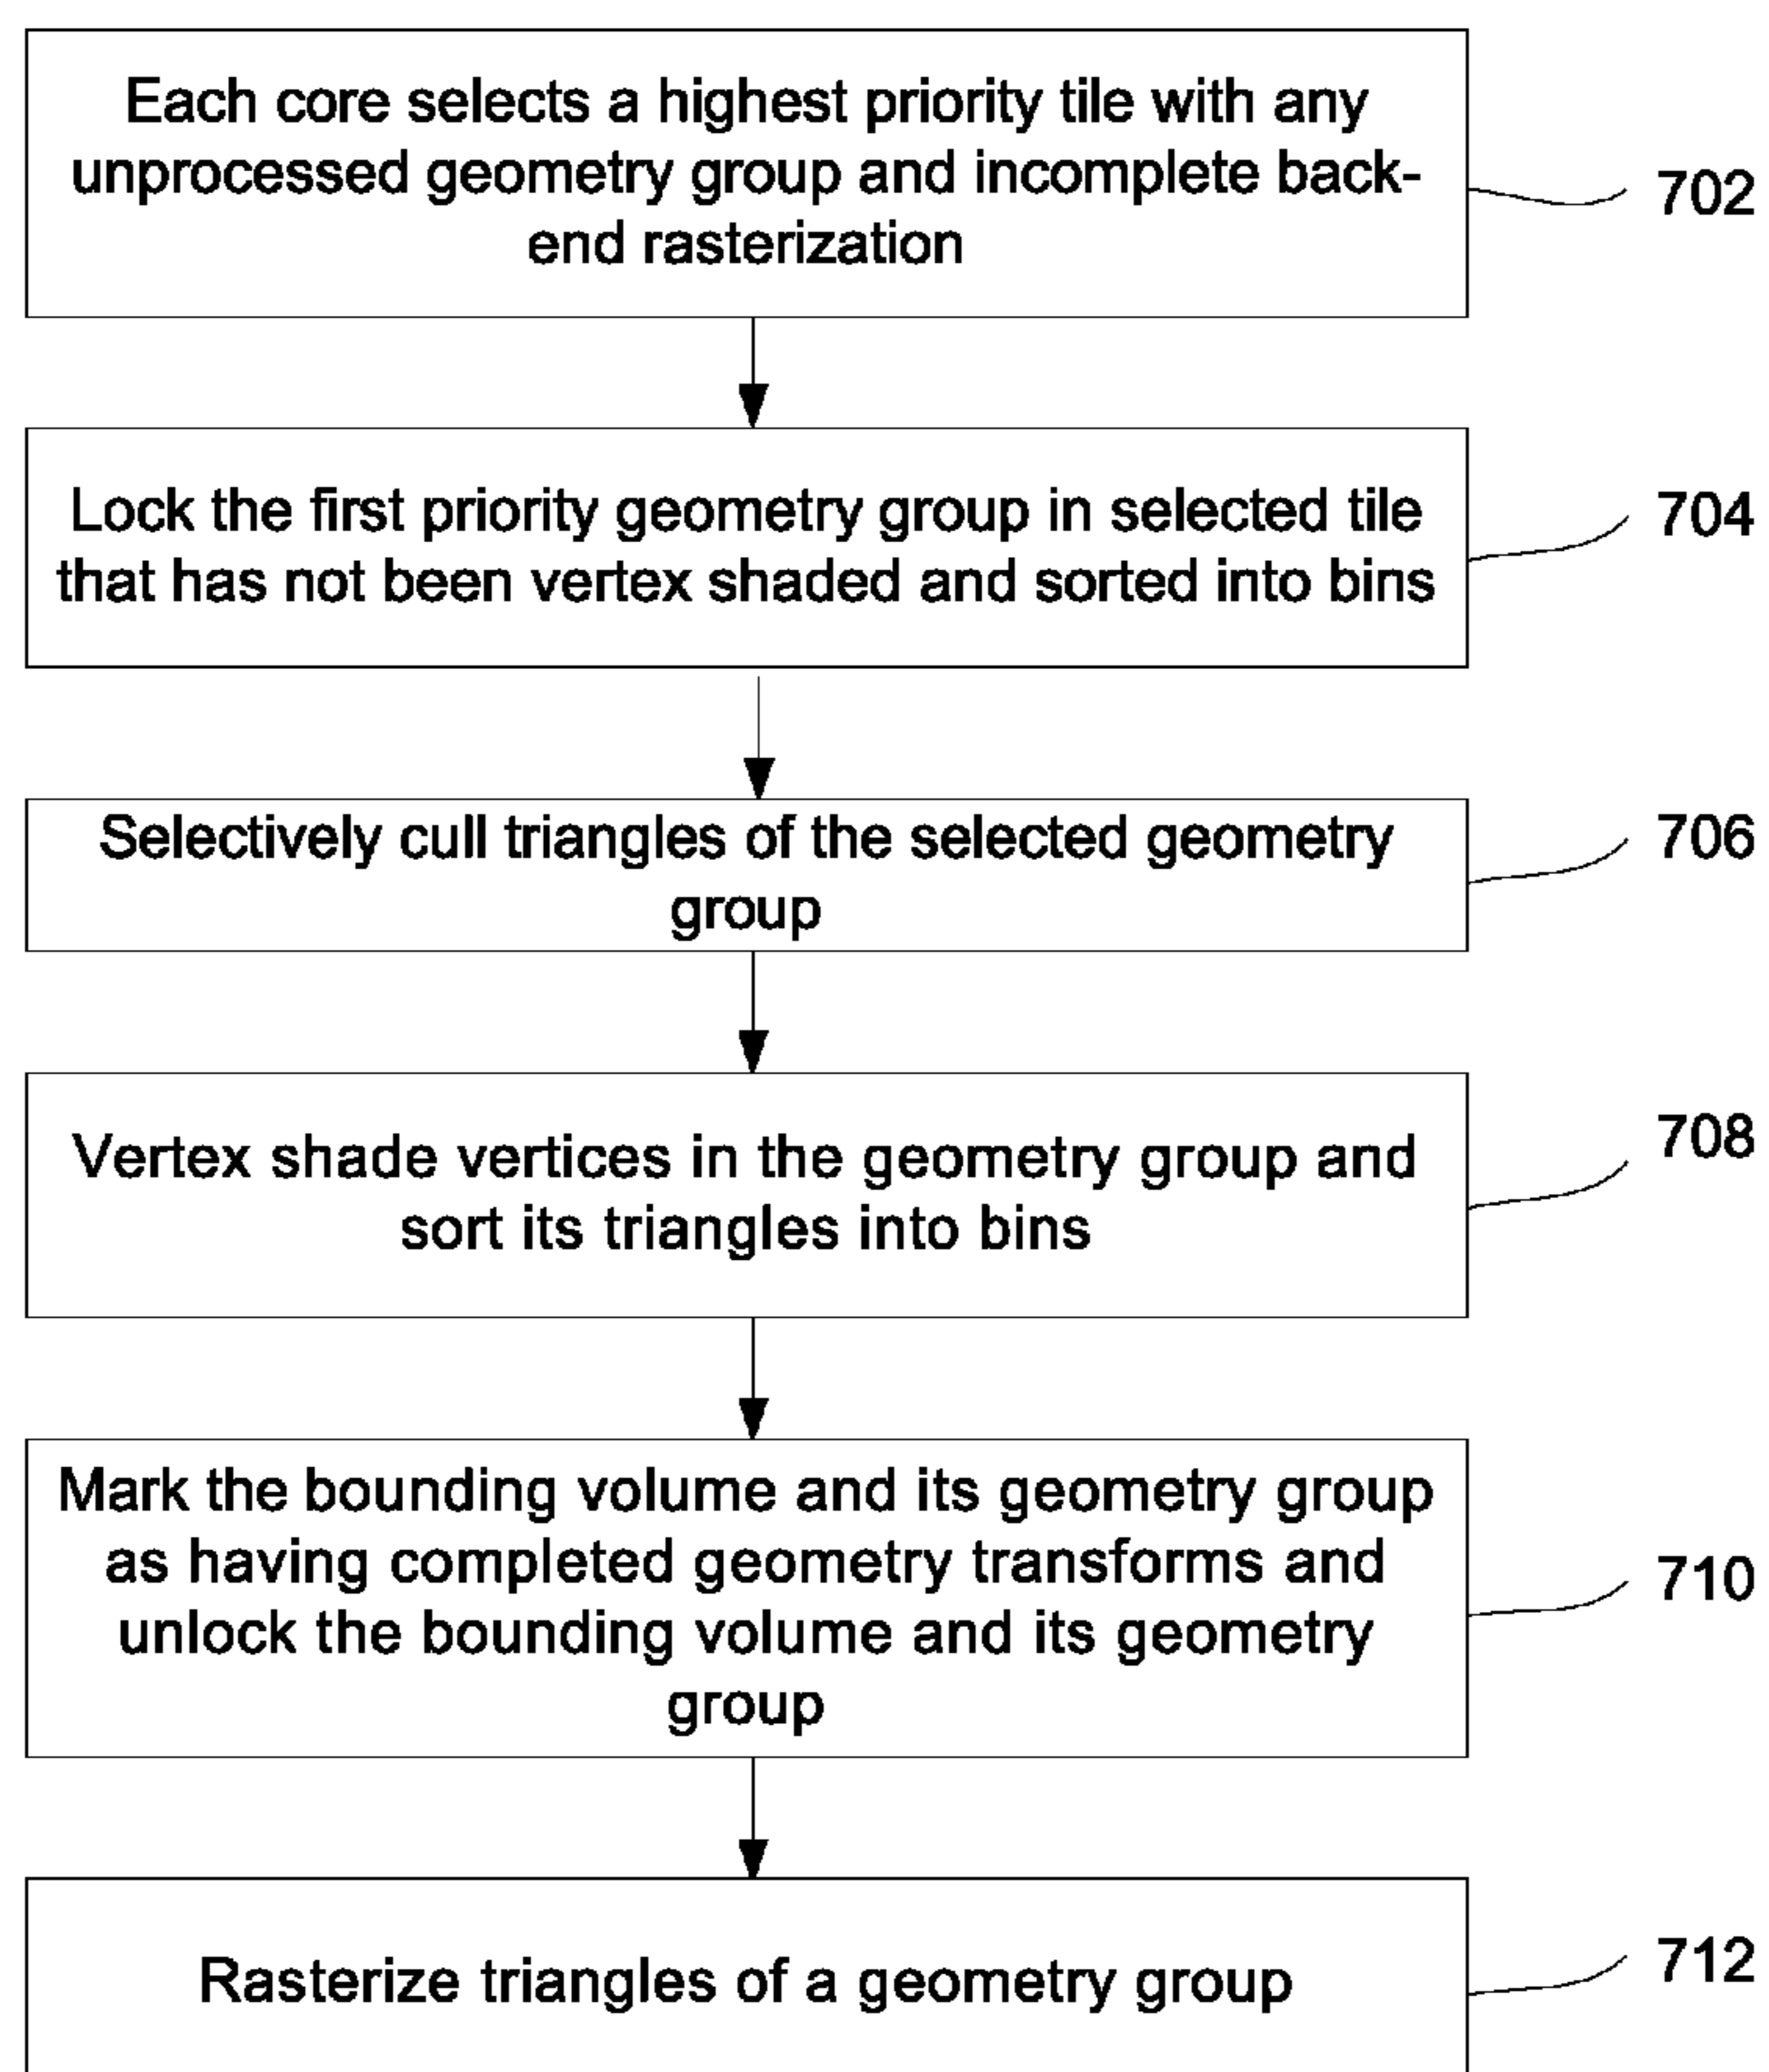 Each core selects a highest priority tile with any
unprocessed geometry group and incomplete back-
end rasterization
702
Lock the first priority geometry group in selected tile
that has not been vertex shaded and sorted into bins
704
Selectively cull triangles of the selected geometry
group
706
Vertex shade vertices in the geometry group and
sort its triangles into bins
708
Mark the bounding volume and its geometry group
as having completed geometry transforms and
unlock the bounding volume and its geometry
group
710
Rasterize triangles of a geometry group
712